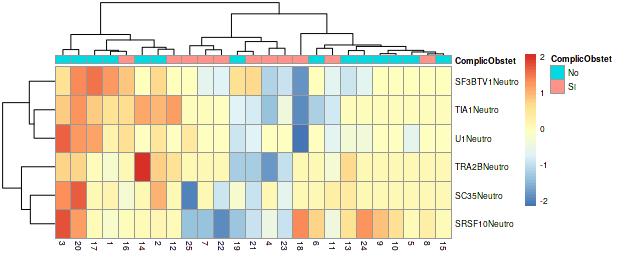 ComplicObstet
SF3BTV1Neutro
TIA1Neutro
U1Neutro
TRA2BNeutro
SC35Neutro
SRSF10Neutro
3 20 17 1 16 14 2 12 25 7 22 19 21 4 23 18 6 11 13 24 9 10 5 8 15
2
1
0
-1
-2
ComplicObstet
No
SI